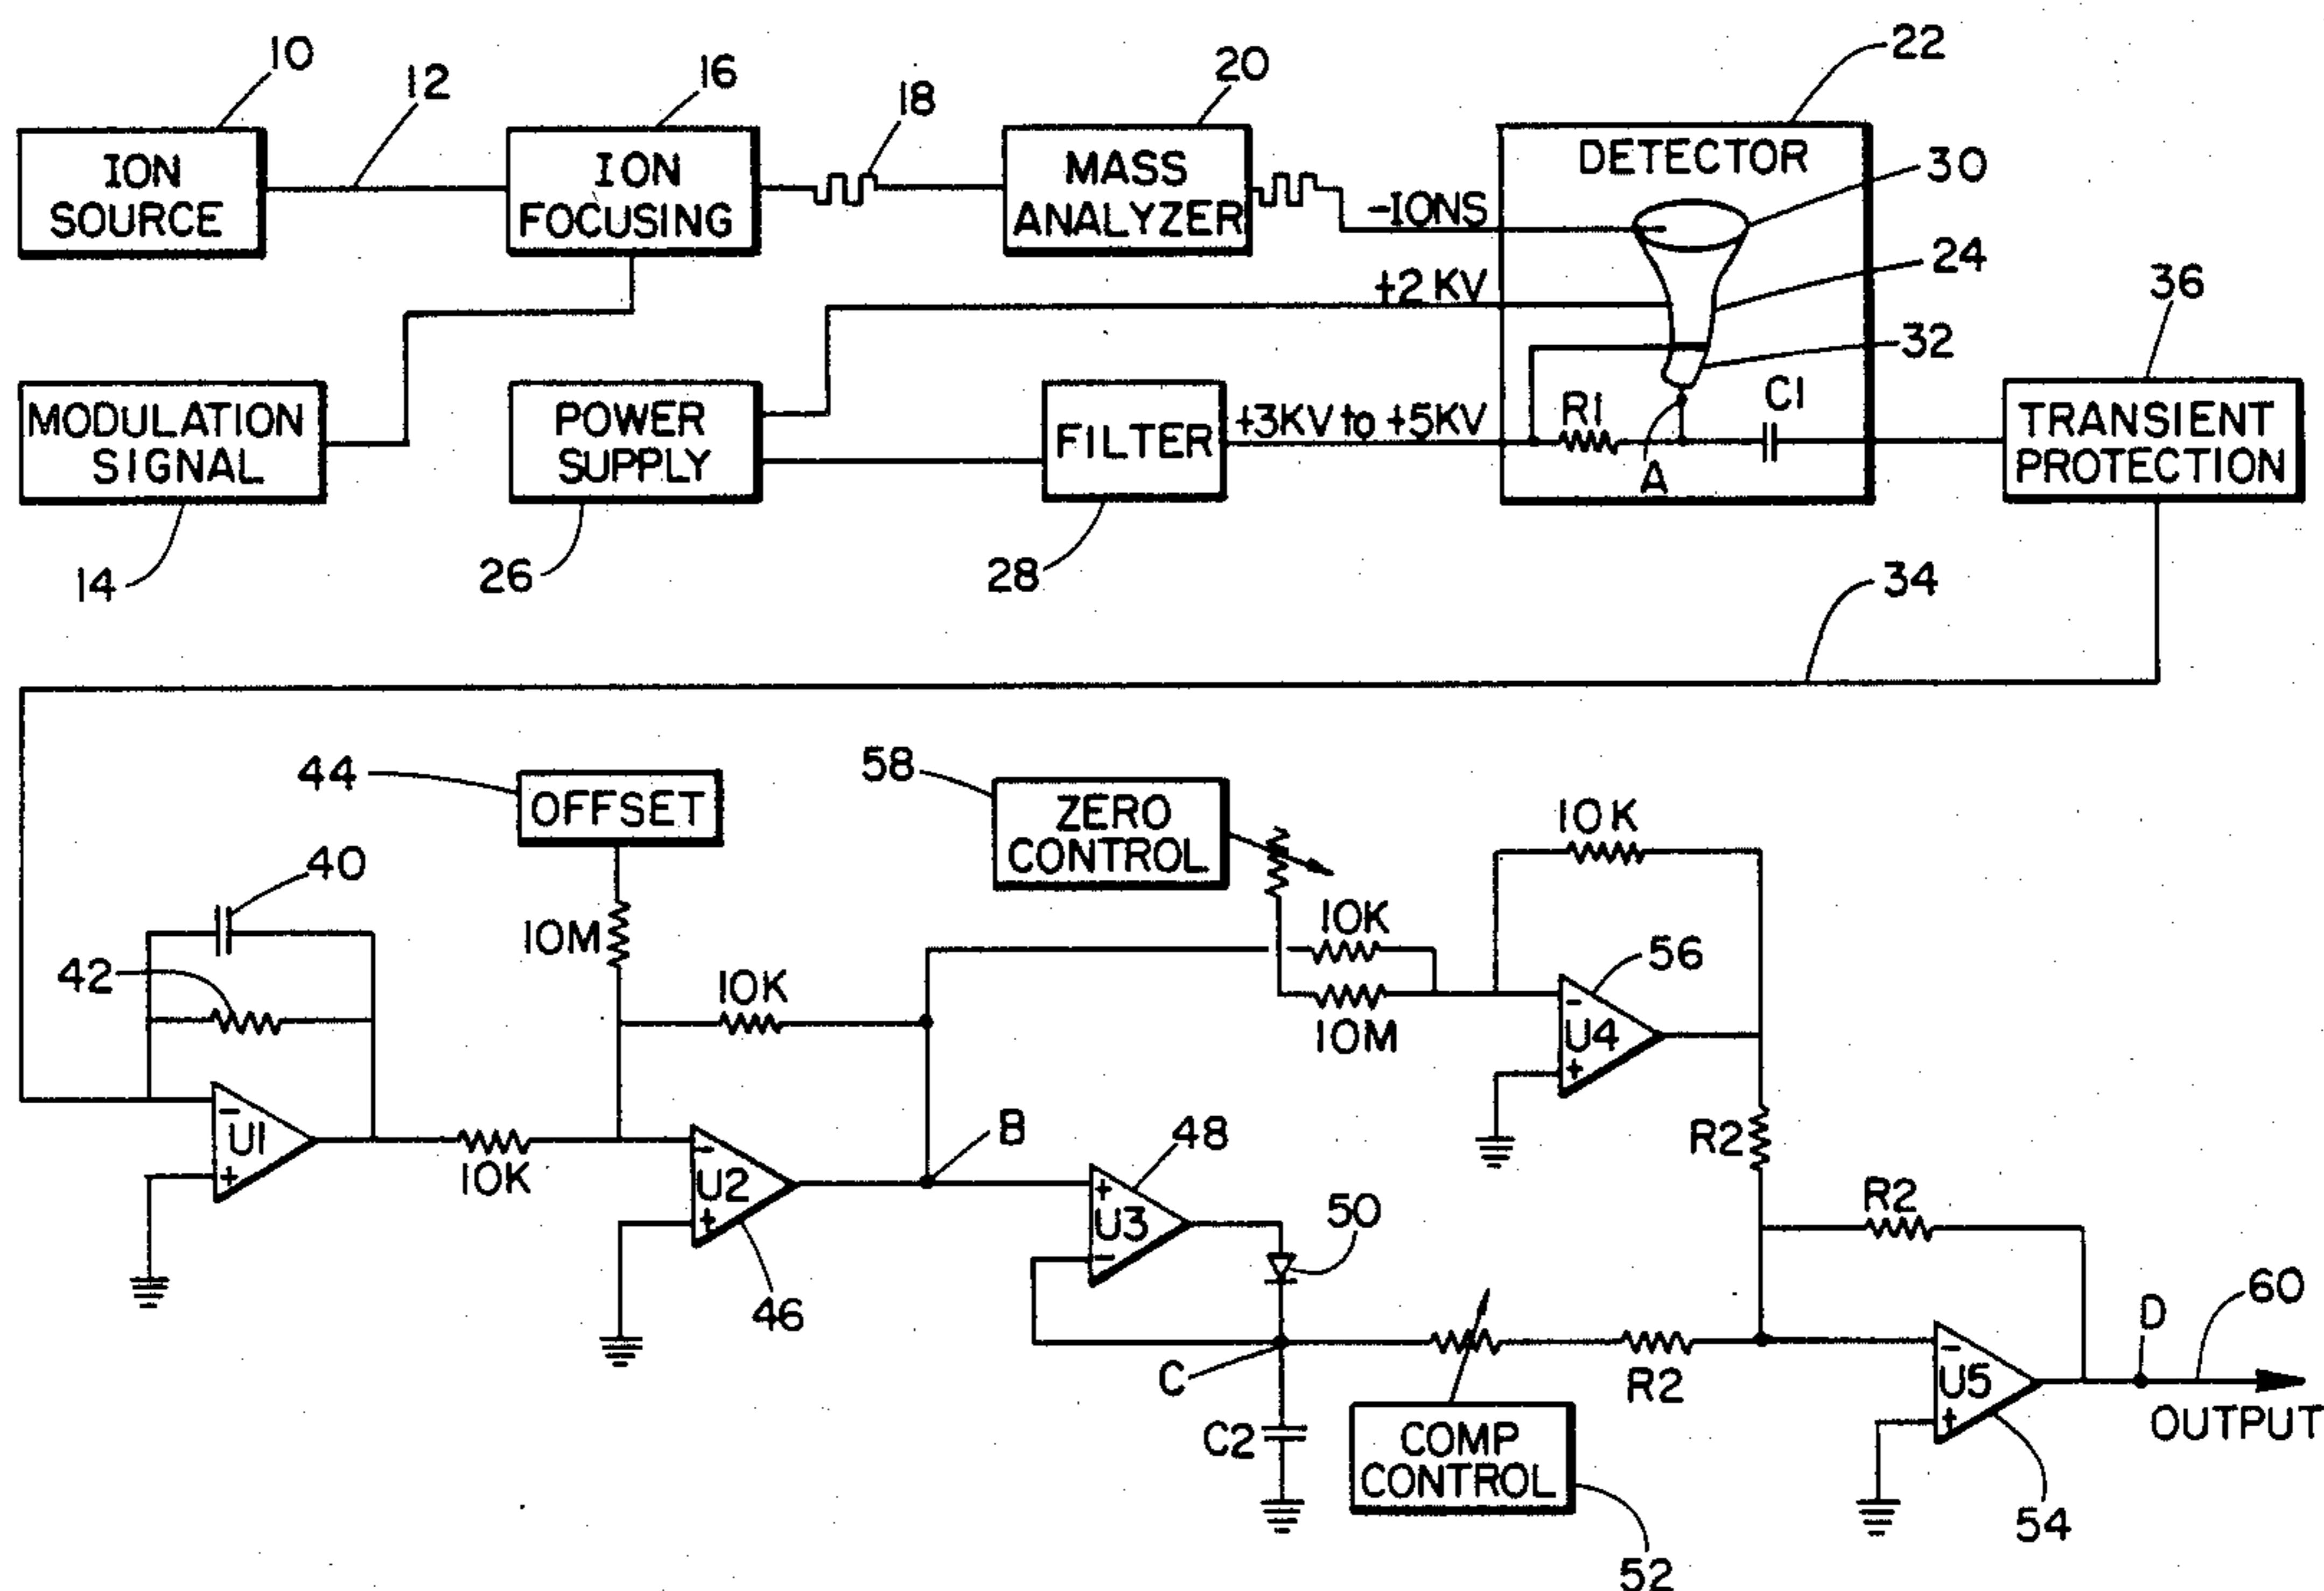 10
12
16
18
20
22
ION
SOURCE
ION
FOCUSING
MASS
ANALYZER
DETECTOR
30
-IONS
24
+2KV
36
32
MODULATION
SIGNAL
POWER
SUPPLY
FILTER
+3KV to +5KV
R1
C1
A
TRANSIENT
PROTECTION
14
26
28
34
44
OFFSET
58
ZERO
CONTROL
10K
40
10M
10K
42
10K
56
10M
-
U4
+
-
U1
+
10K
B
48
R2
-
U2
+
+
U3
-
50
R2
46
C
R2
D
60
-
U5
+
C2
COMP
CONTROL
OUTPUT
54
52